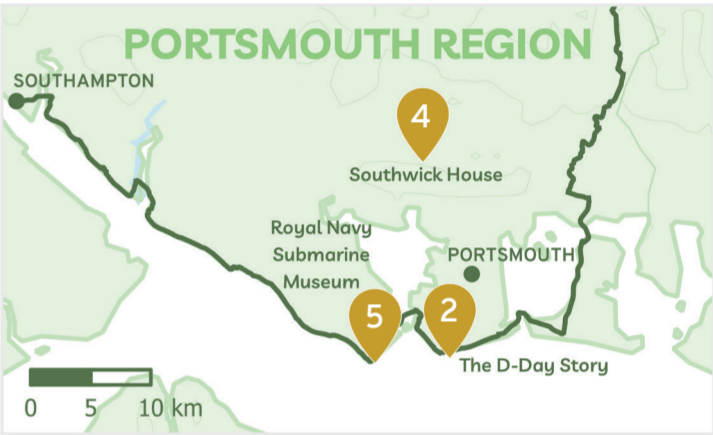 PORTSMOUTH REGION
SOUTHAMPTON
4
Southwick House
Royal Navy
Submarine
Museum
PORTSMOUTH
5
2
The D-Day Story
0 5 10 km